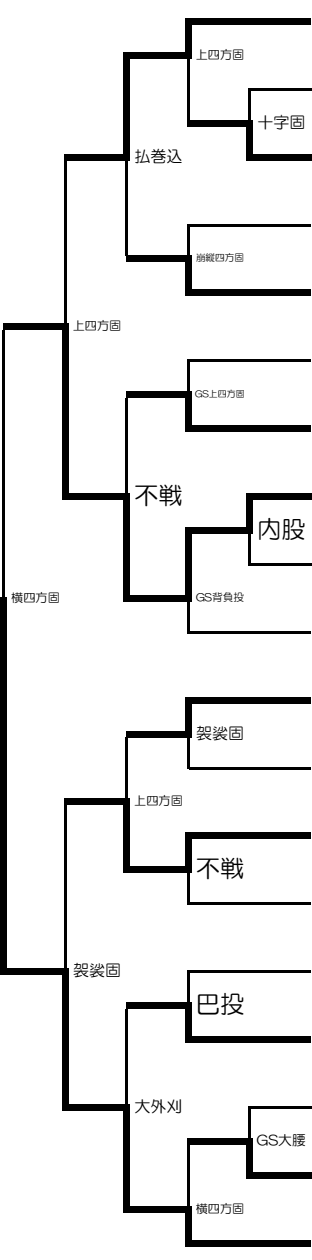 上四方固
十字固
払巻込
崩縦四方固
上四方固
GS上四方固
不戦
内股
GS背負投
横四方固
袈裟固
上四方固
不戦
袈裟固
巴投
大外刈
GS大腰
横四方固